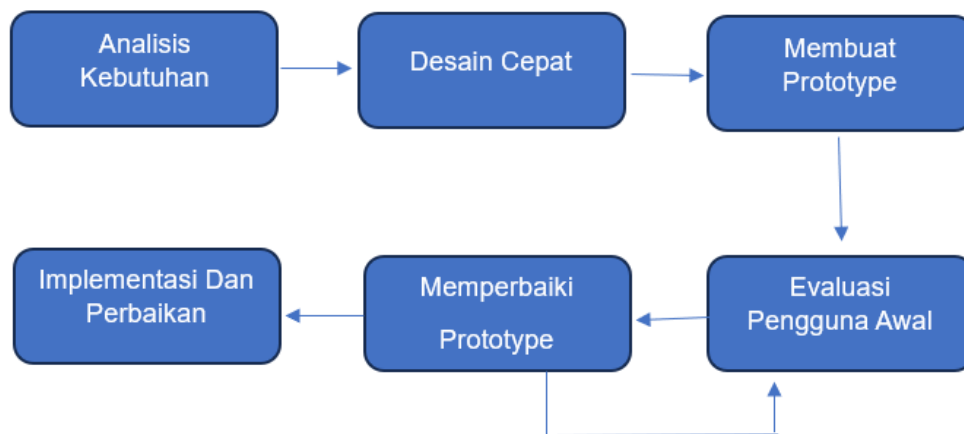 Analisis
Kebutuhan
Desain Cepat
Membuat
Prototype
Implementasi Dan
Perbaikan
Memperbaiki
Prototype
Evaluasi
Pengguna Awal